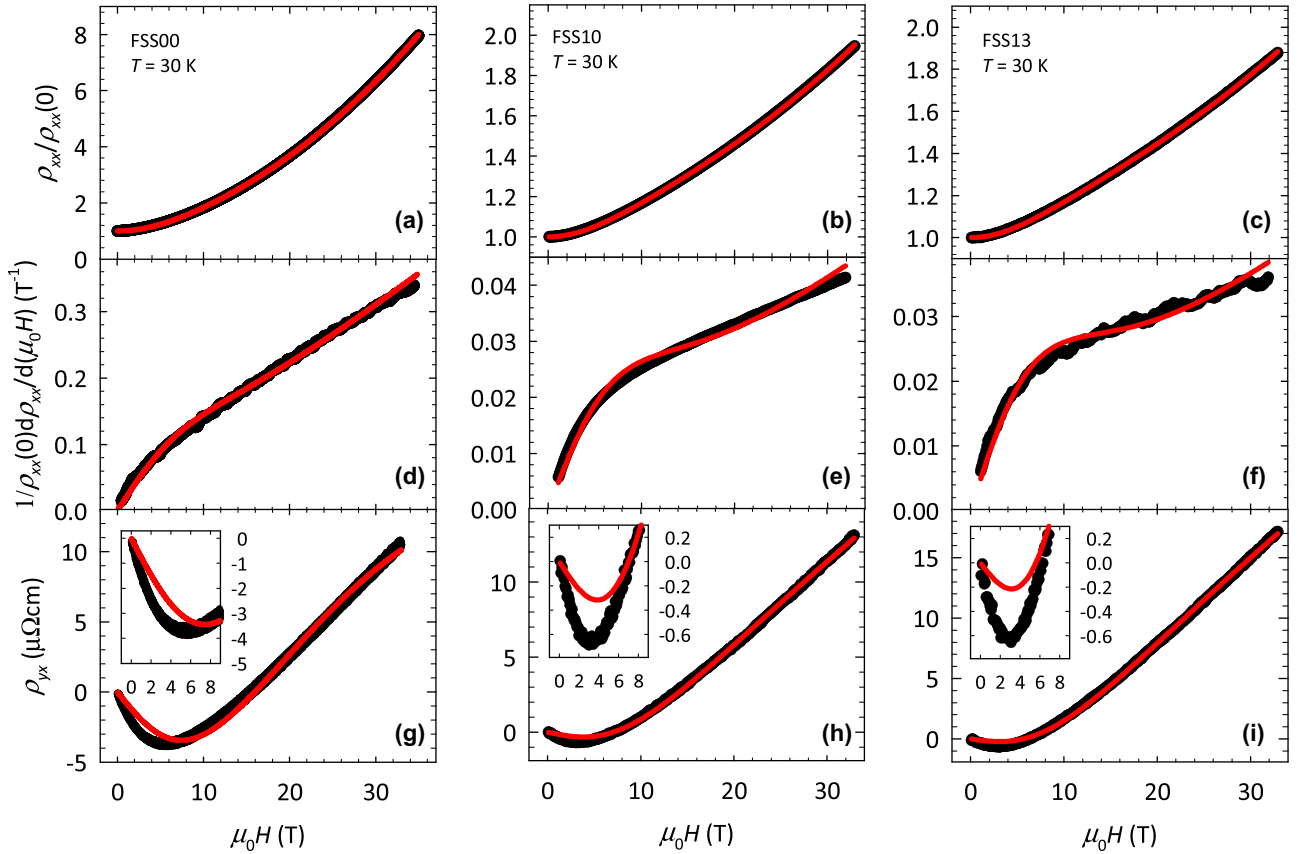 8
6
4
2
0
ρxx/ρxx(0)
FSS00
T = 30 K
(a)
2.0
1.8
1.6
1.4
1.2
1.0
FSS10
T = 30 K
(b)
2.0
1.8
1.6
1.4
1.2
1.0
FSS13
T = 30 K
(c)
0.3
0.2
0.1
0.0
1/ρxx(0)dρxx/d(μ0H) (T⁻¹)
(d)
0.04
0.03
0.02
0.01
0.00
(e)
0.03
0.02
0.01
0.00
(f)
10
5
0
-5
ρyx (μΩcm)
0
-1
-2
-3
-4
-5
0 2 4 6 8
(g)
10
5
0
0.2
0.0
-0.2
-0.4
-0.6
0 2 4 6 8
(h)
15
10
5
0
0.2
0.0
-0.2
-0.4
-0.6
0 2 4 6 8
(i)
0 10 20 30
0 10 20 30
0 10 20 30
μ0H (T)
μ0H (T)
μ0H (T)